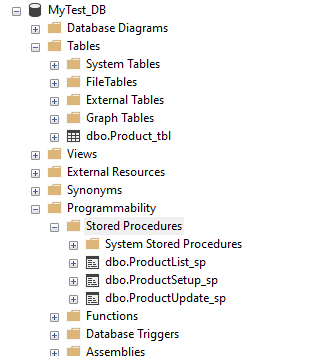 MyTest_DB
Database Diagrams
Tables
System Tables
FileTables
External Tables
Graph Tables
dbo.Product_tbl
Views
External Resources
Synonyms
Programmability
Stored Procedures
System Stored Procedures
dbo.ProductList_sp
dbo.ProductSetup_sp
dbo.ProductUpdate_sp
Functions
Database Triggers
Assemblies